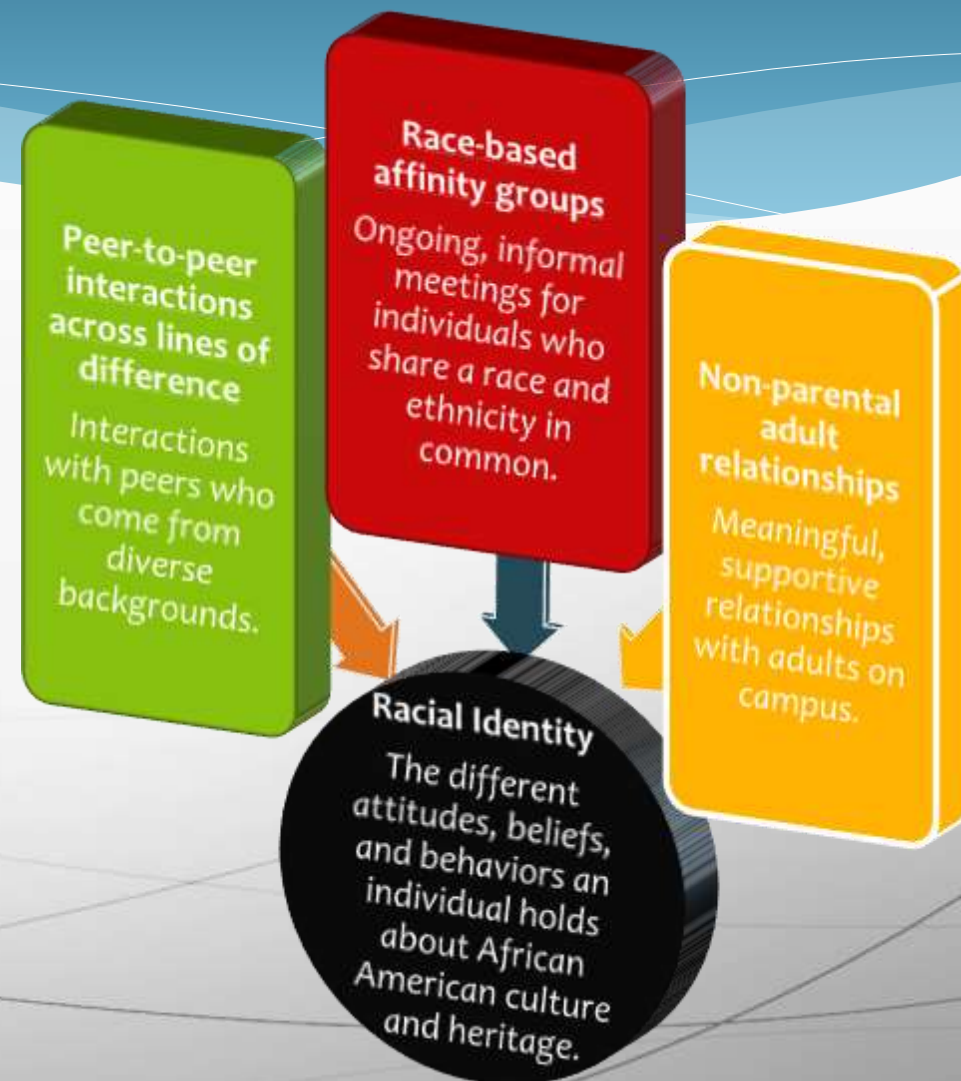 Peer-to-peer
interactions
across lines of
difference
Interactions
with peers who
come from
diverse
backgrounds.
Race-based
affinity groups
Ongoing, informal
meetings for
individuals who
share a race and
ethnicity in
common.
Non-parental
adult
relationships
Meaningful,
supportive
relationships
with adults on
campus.
Racial Identity
The different
attitudes, beliefs,
and behaviors an
individual holds
about African
American culture
and heritage.